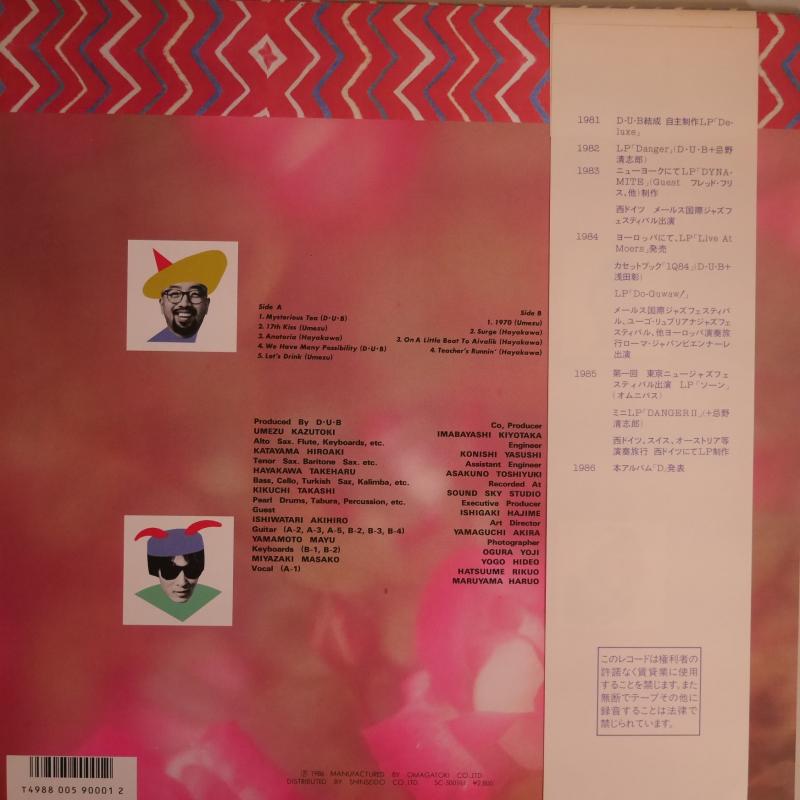 Side A
1. Mysterious Tea (D・U・B)
2. 17th Kiss (Umezu)
3. Anatoria (Hayakawa)
4. We Have Many Possibility (D・U・B)
5. Let's Drink (Umezu)
Side B
1. 1970 (Umezu)
2. Surge (Hayakawa)
3. On A Little Boat To Aivalik (Hayakawa)
4. Teacher's Runnin' (Hayakawa)
Produced By D・U・B
UMEZU KAZUTOKI
Alto Sax. Flute, Keyboards, etc.
KATAYAMA HIROAKI
Tenor Sax. Baritone Sax. etc.
HAYAKAWA TAKEHARU
Bass, Cello, Turkish Saz, Kalimba, etc.
KIKUCHI TAKASHI
Pearl Drums, Tabura, Percussion, etc.
Guest
ISHIWATARI AKIHIRO
Guitar (A-2, A-3, A-5, B-2, B-3, B-4)
YAMAMOTO MAYU
Keyboards (B-1, B-2)
MIYAZAKI MASAKO
Vocal (A-1)
Co, Producer
IMABAYASHI KIYOTAKA
Engineer
KONISHI YASUSHI
Assistant Engineer
ASAKUNO TOSHIYUKI
Recorded At
SOUND SKY STUDIO
Executive Producer
ISHIGAKI HAJIME
Art Director
YAMAGUCHI AKIRA
Photographer
OGURA YOJI
YOGO HIDEO
HATSUUME RIKUO
MARUYAMA HARUO
1981 D・U・B結成 自主制作LP「De-
luxe」
1982 LP「Danger」(D・U・B+忌野
清志郎)
1983 ニューヨークにてLP「DYNA-
MITE」(Guest フレッド・フリ
ス、他)制作
西ドイツ メールス国際ジャズフ
ェスティバル出演
1984 ヨーロッパにて、LP「Live At
Moers」発売
カセットブック「1Q84」(D・U・B+
浅田彰)
LP「Do-Guwaw!」
メールス国際ジャズフェスティバ
ル、ユーゴ・リュブリアナジャズフェ
スティバル、他ヨーロッパ演奏旅
行ローマ・ジャパンビエンナーレ
出演
1985 第一回 東京ニュージャズフェ
スティバル出演 LP「ソーン」
(オムニバス)
ミニLP「DANGER II」(+忌野
清志郎)
西ドイツ、スイス、オーストリア等
演奏旅行 西ドイツにてLP制作
1986 本アルバム「D」発表
このレコードは権利者の
許諾なく賃貸業に使用
することを禁じます。また
無断でテープその他に
録音することは法律で
禁じられています。
T4988 005 90001 2
Ⓟ 1986 MANUFACTURED BY OMAGATOKI CO.,LTD.
DISTRIBUTED BY SHINSEIDO CO.,LTD. ¥2,800